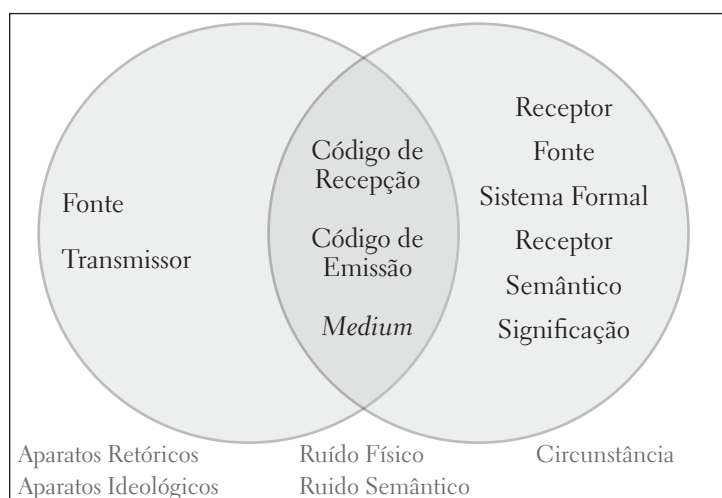 Fonte
Transmissor
Código de
Recepção
Código de
Emissão
Medium
Receptor
Fonte
Sistema Formal
Receptor
Semântico
Significação
Aparatos Retóricos
Aparatos Ideológicos
Ruído Físico
Ruido Semântico
Circunstância